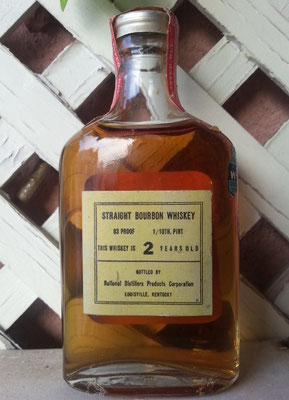 STRAIGHT BOURBON WHISKEY
83 PROOF 1/10TH. PINT
THIS WHISKEY IS 2 YEARS OLD
BOTTLED BY
National Distillers Products Corporation
LOUISVILLE, KENTUCKY